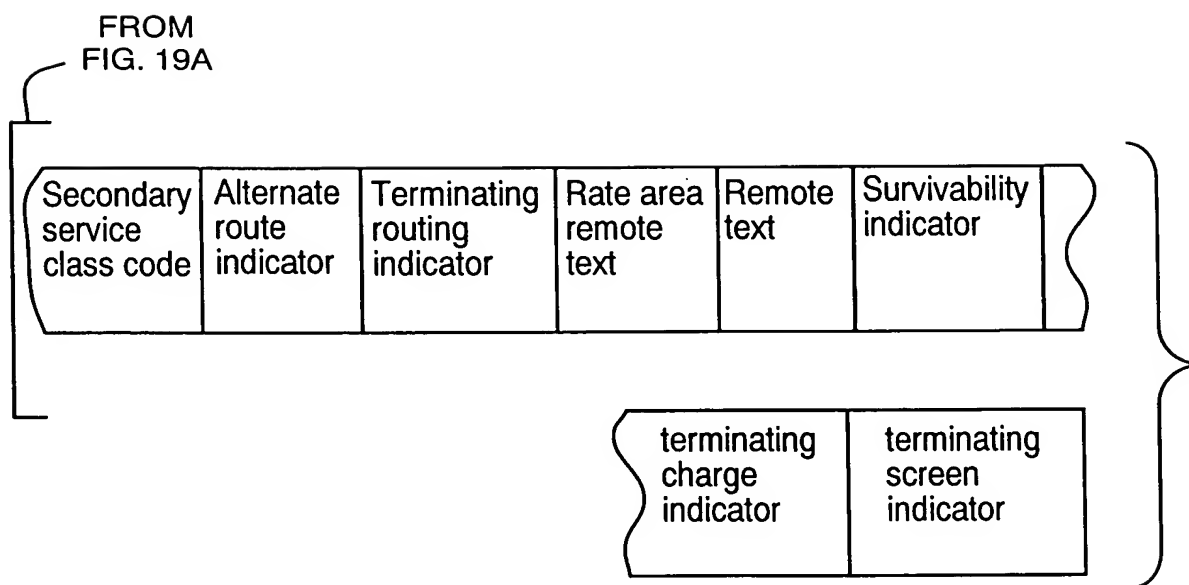 FROM
FIG. 19A
Secondary
service
class code
Alternate
route
indicator
Terminating
routing
indicator
Rate area
remote
text
Remote
text
Survivability
indicator
terminating
charge
indicator
terminating
screen
indicator